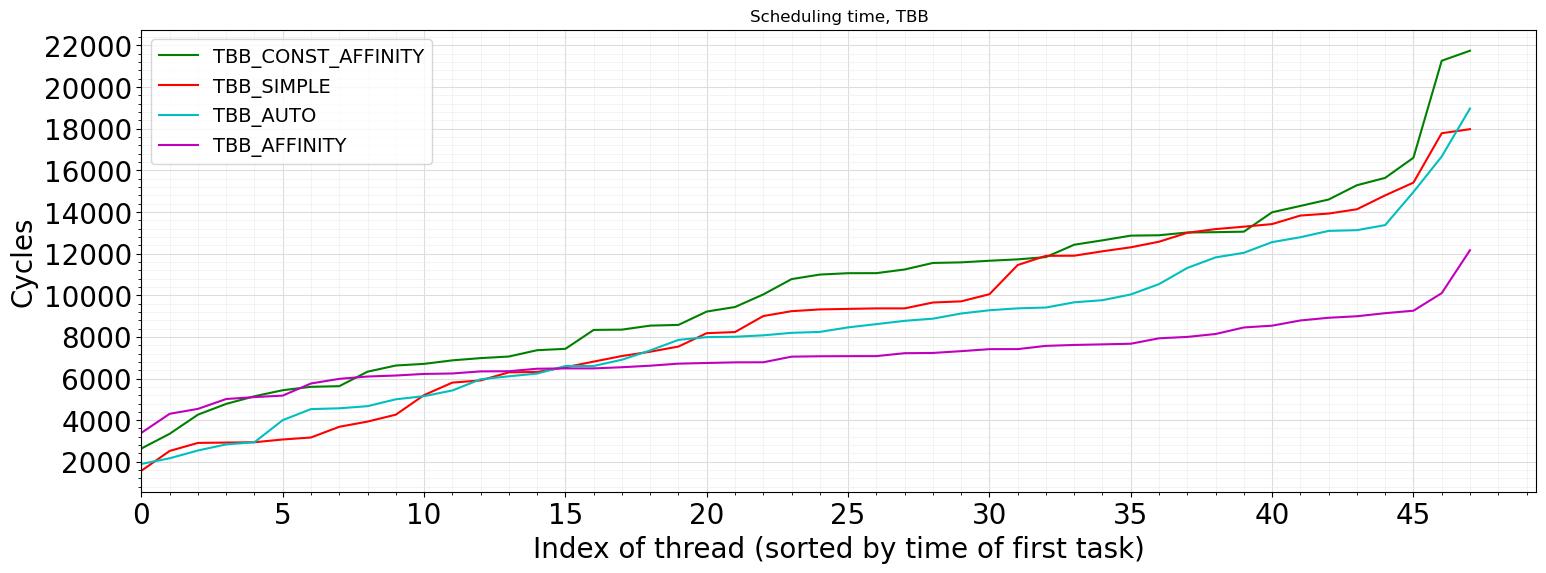 Scheduling time, TBB
TBB_CONST_AFFINITY
TBB_SIMPLE
TBB_AUTO
TBB_AFFINITY
Cycles
22000
20000
18000
16000
14000
12000
10000
8000
6000
4000
2000
0 5 10 15 20 25 30 35 40 45
Index of thread (sorted by time of first task)